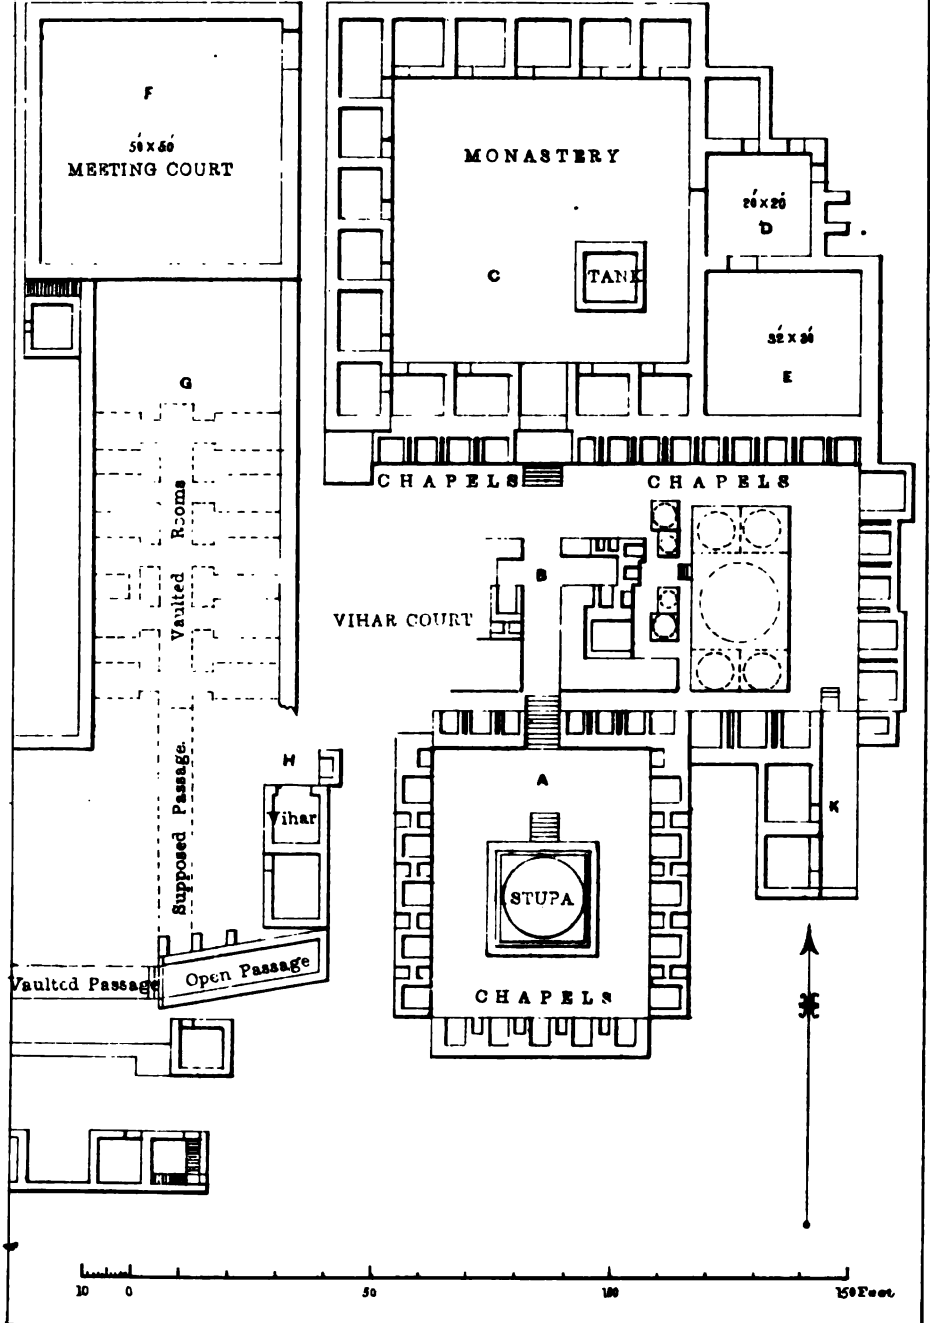 F
50′ × 50′
MEETING COURT
MONASTERY
20′ × 20′
D
C
TANK
32′ × 30′
E
G
CHAPELS
CHAPELS
Vaulted Rooms
B
VIHAR COURT
H
A
Supposed Passage.
Vihar
K
STUPA
Open Passage
Vaulted Passage
CHAPELS
10 0 50 100 150 Feet